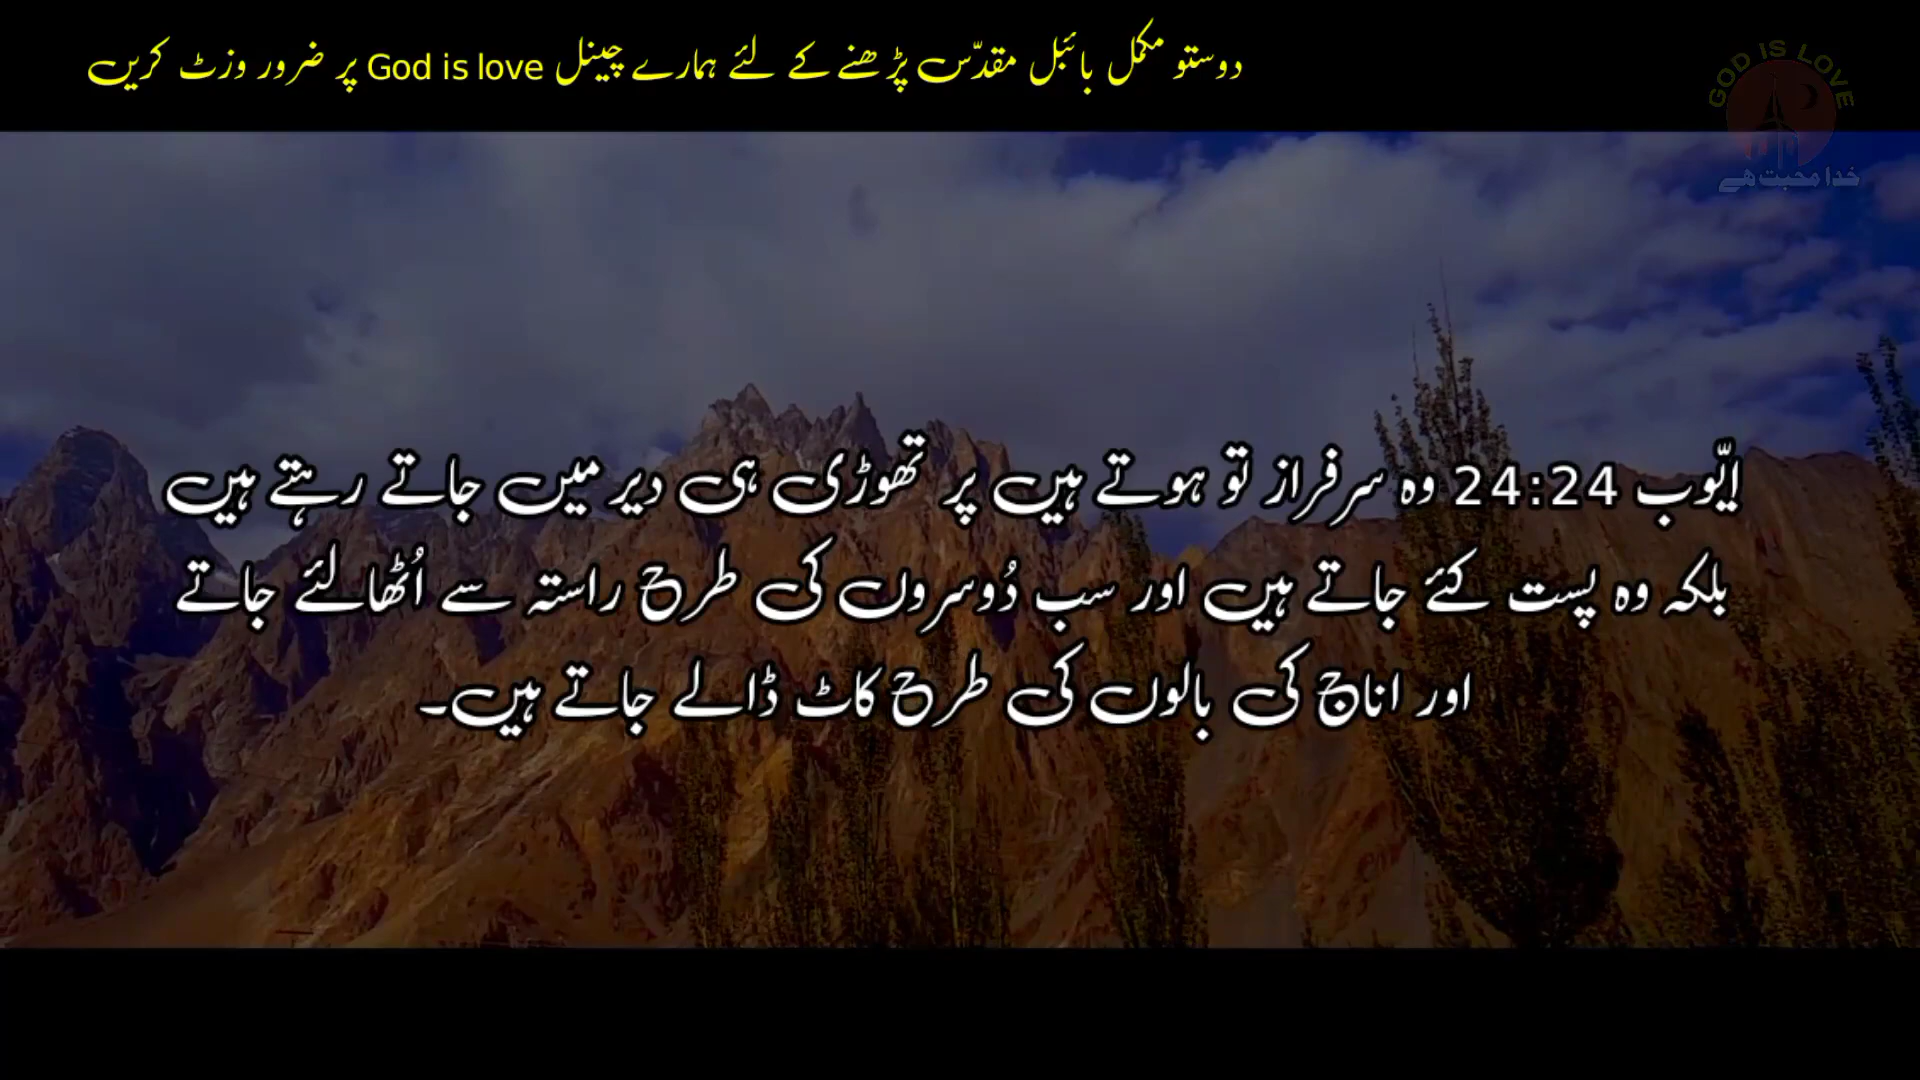 دوستو مکمل بائبل مقدّس پڑھنے کے لئے ہمارے چینل God is love پر ضرور وزٹ کریں
GOD IS LOVE
خدا محبت ھے
ایّوب 24:24 وہ سرفراز تو ہوتے ہیں پر تھوڑی ہی دیر میں جاتے رہتے ہیں
بلکہ وہ پست کئے جاتے ہیں اور سب دُوسروں کی طرح راستہ سے اُٹھا لئے جاتے
اور اناج کی بالوں کی طرح کاٹ ڈالے جاتے ہیں۔